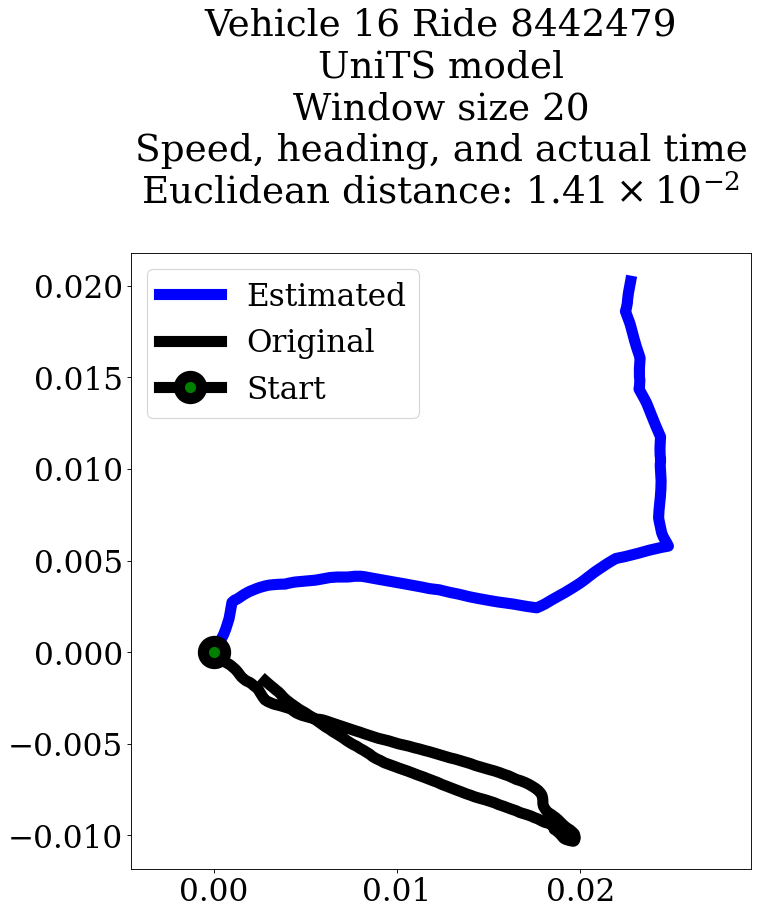 Vehicle 16 Ride 8442479
UniTS model
Window size 20
Speed, heading, and actual time
Euclidean distance: 1.41 × 10⁻²
Estimated
Original
Start
0.020
0.015
0.010
0.005
0.000
−0.005
−0.010
0.00 0.01 0.02